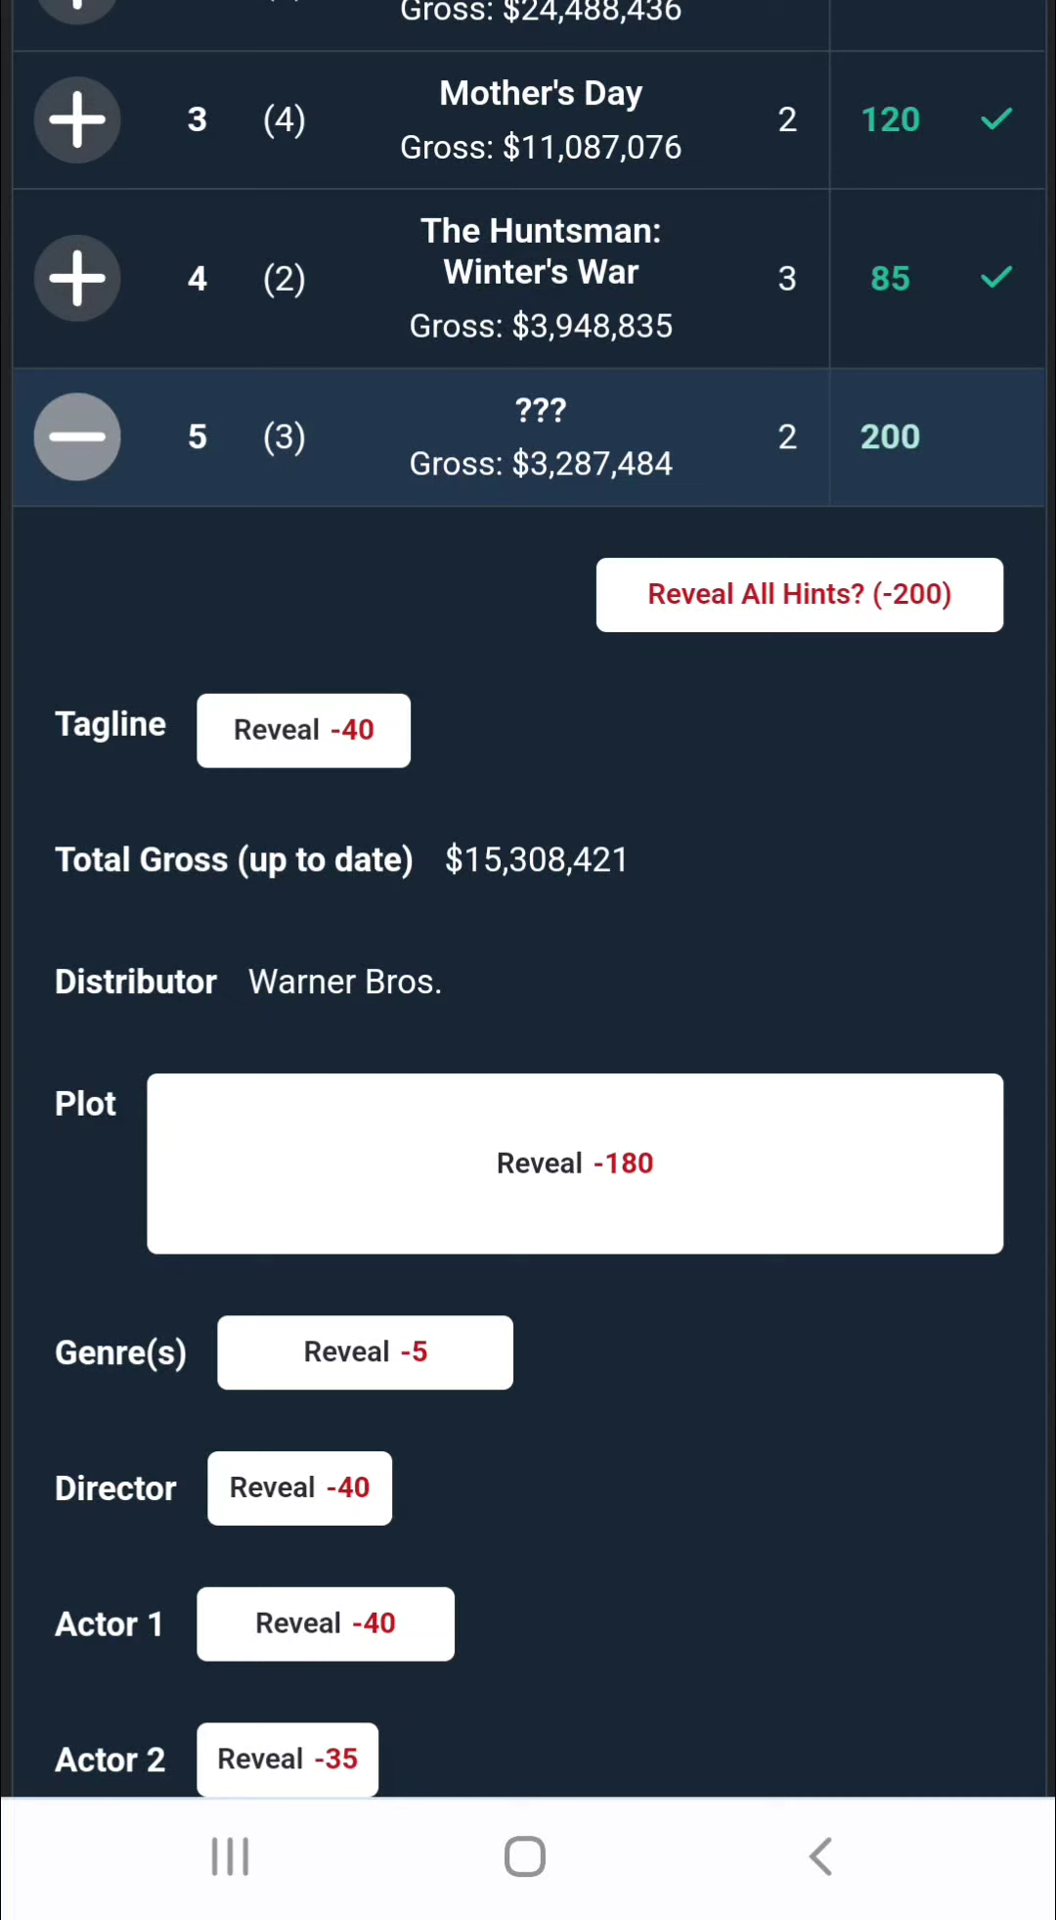 Gross: $24,488,436
3 (4) Mother's Day 2 120
Gross: $11,087,076
The Huntsman:
4 (2) Winter's War 3 85
Gross: $3,948,835
???
5 (3) 2 200
Gross: $3,287,484
Reveal All Hints? (-200)
Tagline Reveal -40
Total Gross (up to date) $15,308,421
Distributor Warner Bros.
Plot Reveal -180
Genre(s) Reveal -5
Director Reveal -40
Actor 1 Reveal -40
Actor 2 Reveal -35